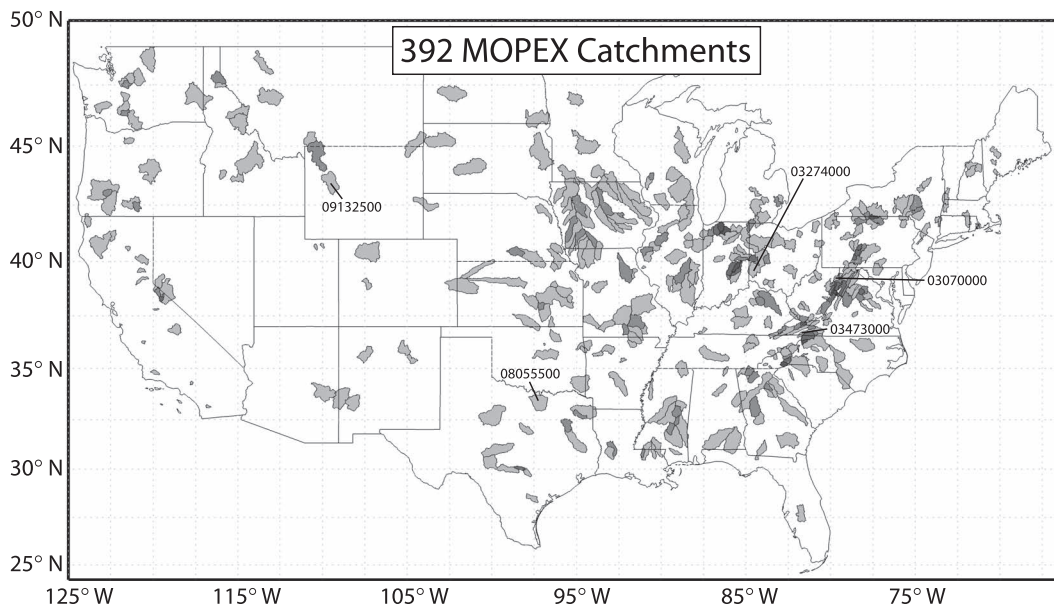 50° N
392 MOPEX Catchments
45° N
03274000
09132500
40° N
03070000
03473000
35° N
08055500
30° N
25° N
125° W 115° W 105° W 95° W 85° W 75° W